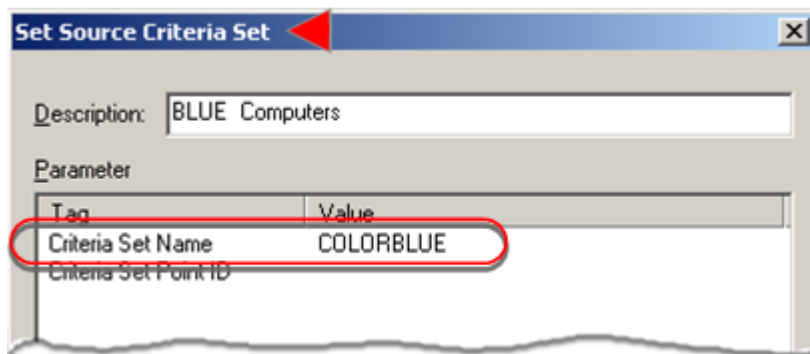 Set Source Criteria Set
Description: BLUE Computers
Parameter
Tag Value
Criteria Set Name COLORBLUE
Criteria Set Point ID